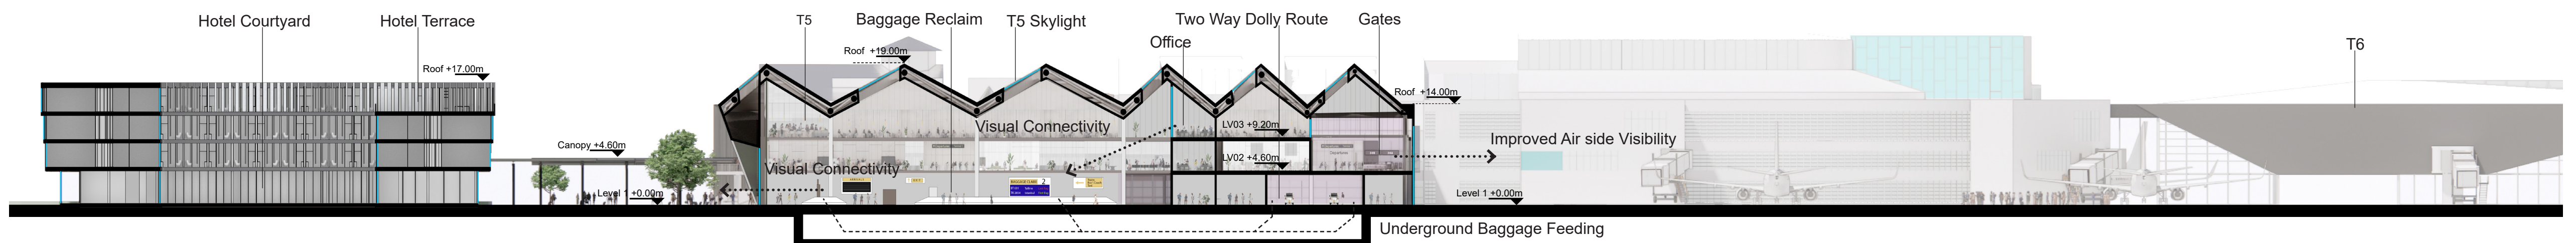 Hotel Courtyard
Hotel Terrace
T5
Baggage Reclaim
T5 Skylight
Two Way Dolly Route
Gates
Office
T6
Roof +19.00m
Roof +17.00m
Roof +14.00m
LV03 +9.20m
Visual Connectivity
Improved Air side Visibility
Canopy +4.60m
LV02 +4.60m
Visual Connectivity
Level 1 +0.00m
Level 1 +0.00m
Underground Baggage Feeding